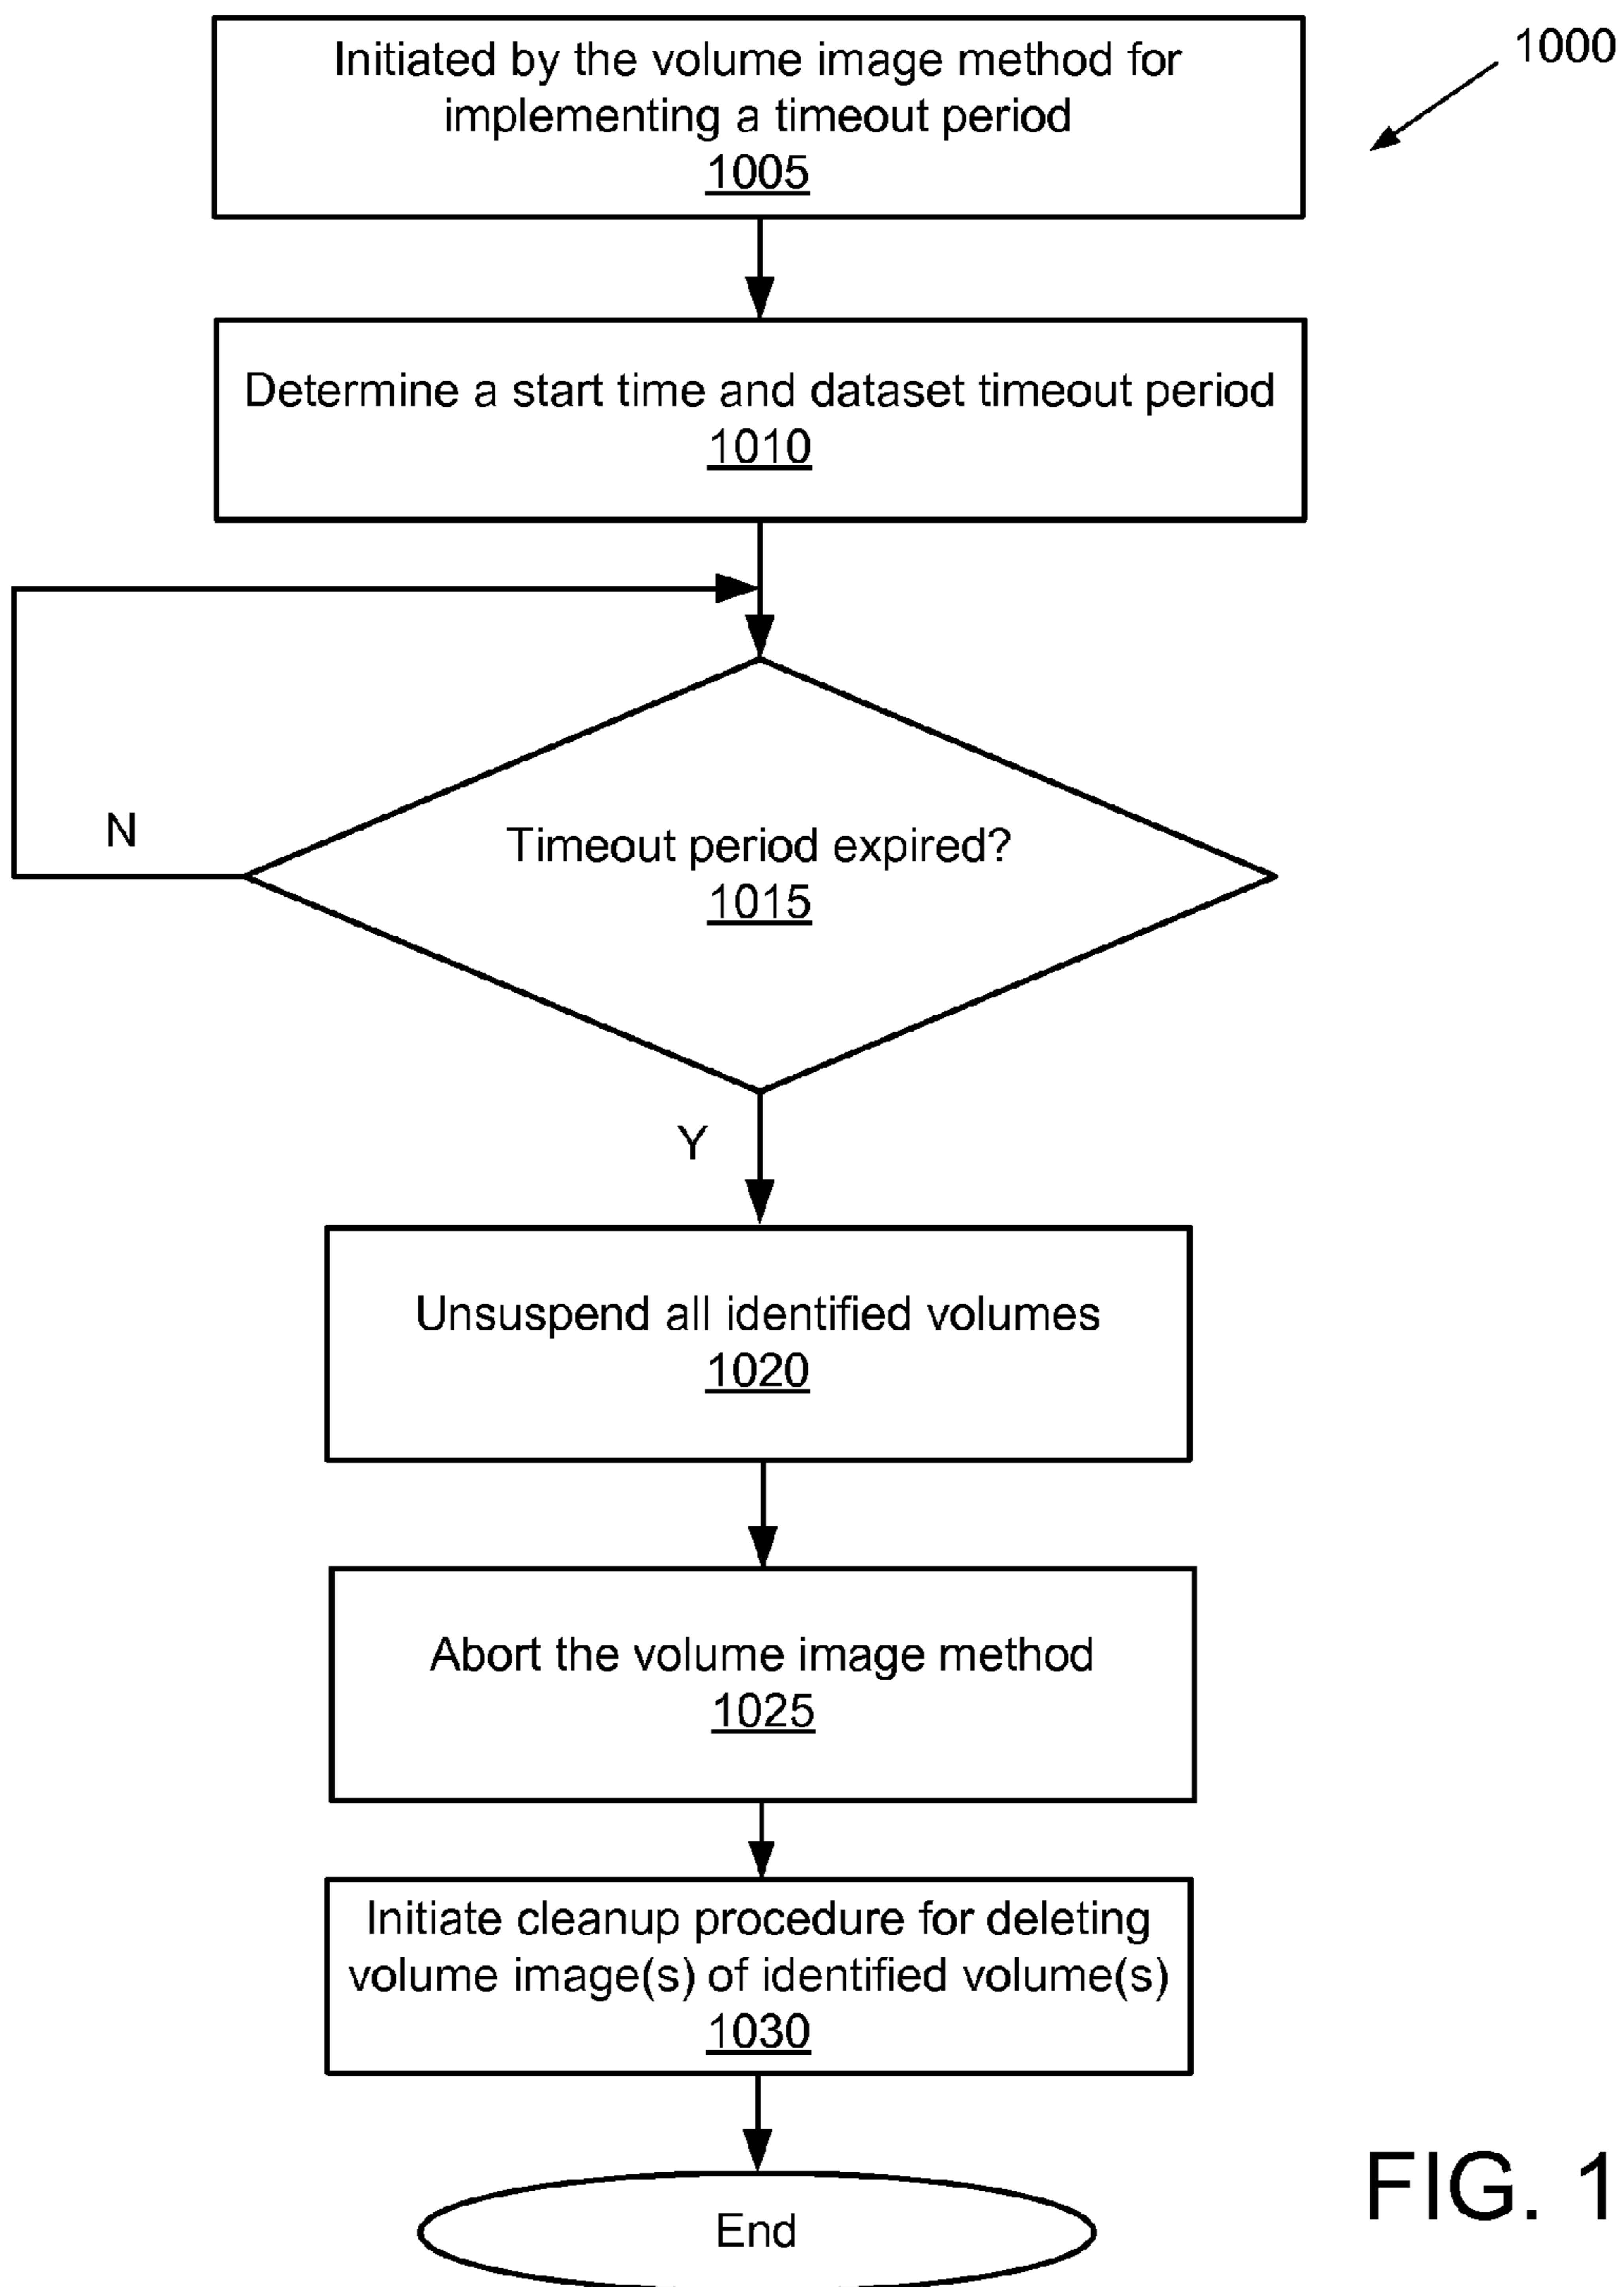 Initiated by the volume image method for
implementing a timeout period
1005
1000
Determine a start time and dataset timeout period
1010
Timeout period expired?
1015
N
Y
Unsuspend all identified volumes
1020
Abort the volume image method
1025
Initiate cleanup procedure for deleting
volume image(s) of identified volume(s)
1030
End
FIG. 1